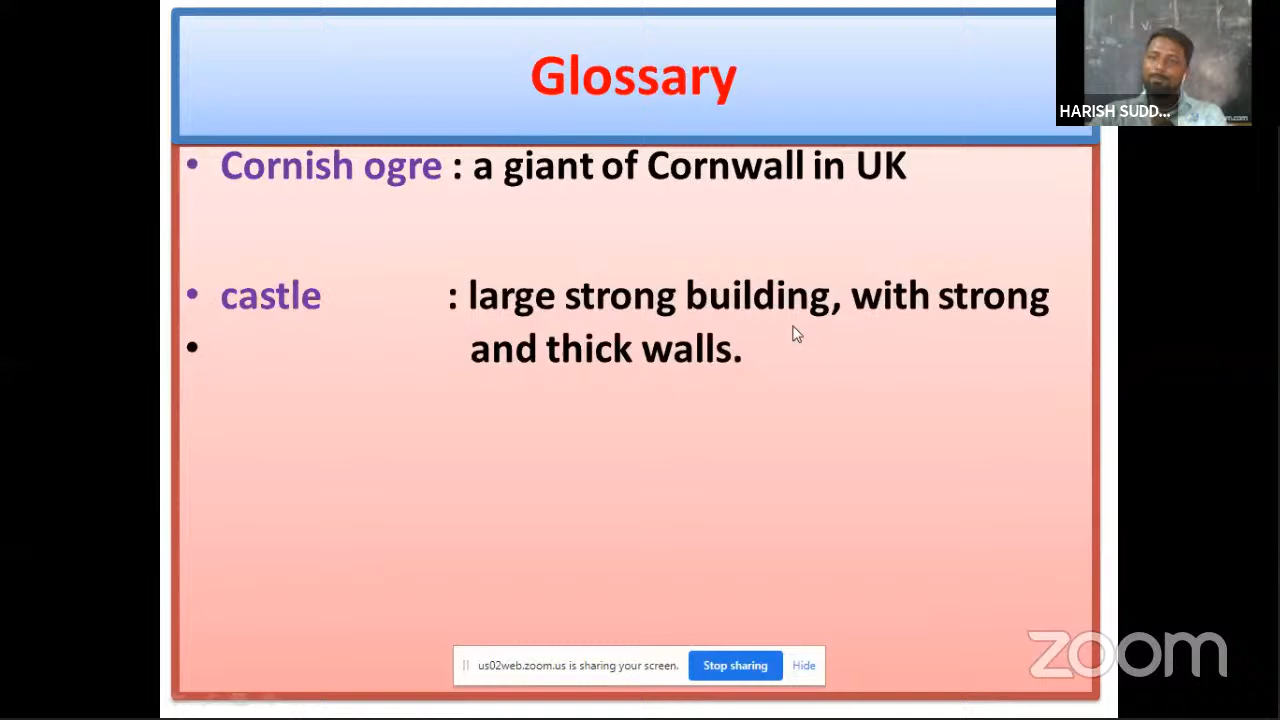 Glossary
HARISH SUDD...
• Cornish ogre : a giant of Cornwall in UK
• castle : large strong building, with strong
• and thick walls.
us02web.zoom.us is sharing your screen. Stop sharing Hide
zoom